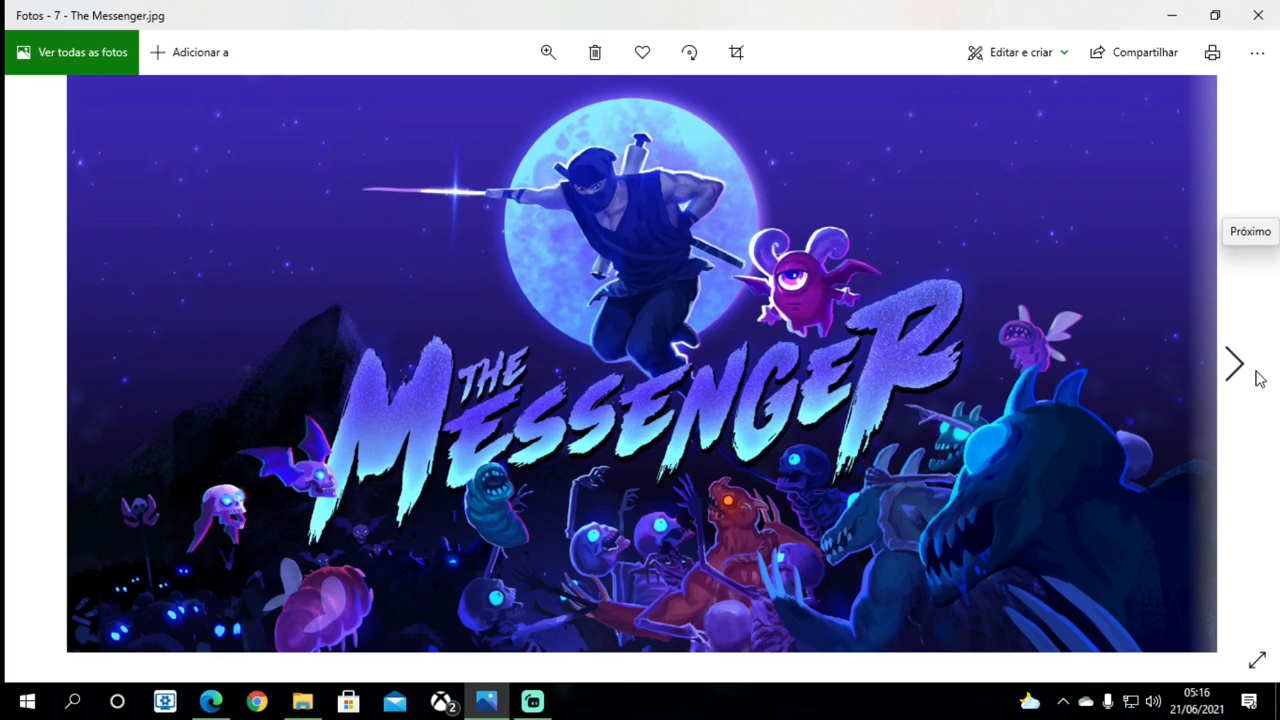 Fotos - 7 - The Messenger.jpg
Ver todas as fotos
Adicionar a
Editar e criar
Compartilhar
Próximo
THE
MESSENGER
2
05:16
21/06/2021